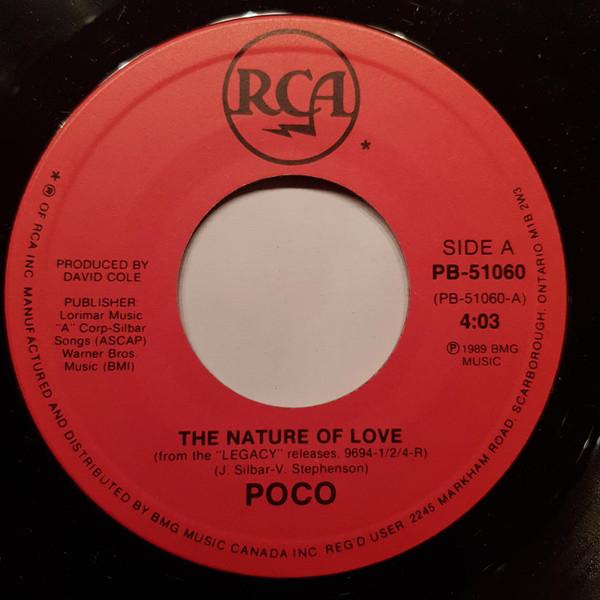 RCA
*
SIDE A
PB-51060
(PB-51060-A)
4:03
℗ 1989 BMG
MUSIC
PRODUCED BY
DAVID COLE
PUBLISHER:
Lorimar Music
"A" Corp-Silbar
Songs (ASCAP)
Warner Bros.
Music (BMI)
THE NATURE OF LOVE
(from the "LEGACY" releases, 9694-1/2/4-R)
(J. Silbar-V. Stephenson)
POCO
* ® OF RCA INC. MANUFACTURED AND DISTRIBUTED BY BMG MUSIC CANADA INC. REG'D USER 2245 MARKHAM ROAD, SCARBOROUGH, ONTARIO M1B 2W3